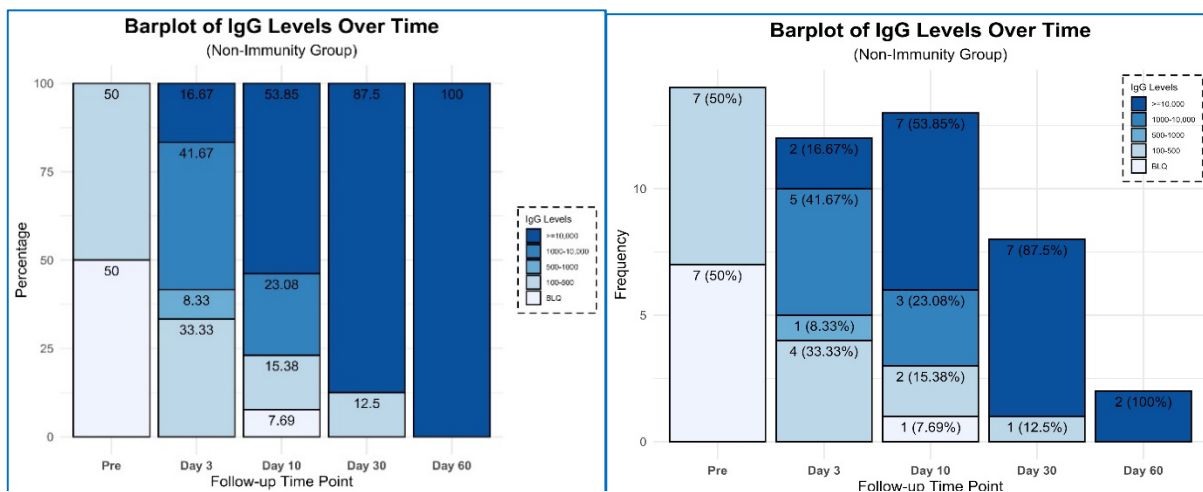 Barplot of IgG Levels Over Time
(Non-Immunity Group)
Percentage
100
75
50
25
0
50
50
16.67
41.67
8.33
33.33
53.85
23.08
15.38
7.69
87.5
12.5
100
Pre
Day 3
Day 10
Day 30
Day 60
Follow-up Time Point
IgG Levels
>=10,000
1000-10,000
500-1000
100-500
BLQ
Barplot of IgG Levels Over Time
(Non-Immunity Group)
Frequency
10
5
0
7 (50%)
7 (50%)
2 (16.67%)
5 (41.67%)
1 (8.33%)
4 (33.33%)
7 (53.85%)
3 (23.08%)
2 (15.38%)
1 (7.69%)
7 (87.5%)
1 (12.5%)
2 (100%)
Pre
Day 3
Day 10
Day 30
Day 60
Follow-up Time Point
IgG Levels
>=10,000
1000-10,000
500-1000
100-500
BLQ